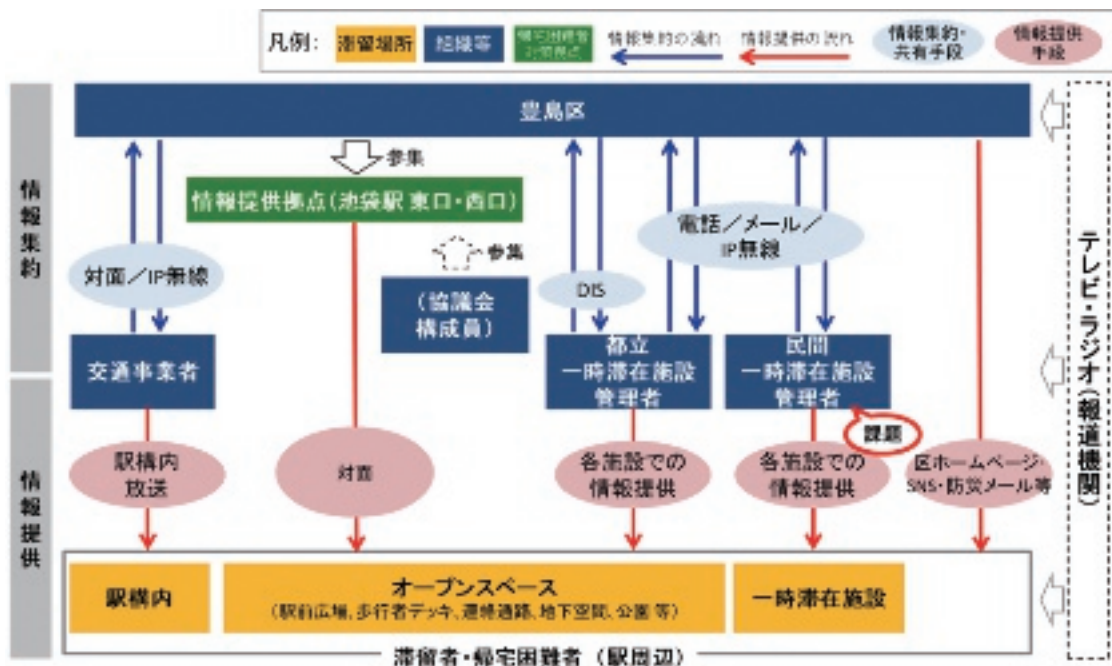 凡例：
滞留場所
組織等
帰宅困難者
対策拠点
情報集約の流れ
情報提供の流れ
情報集約・
共有手段
情報提供
手段
情報集約
豊島区
参集
情報提供拠点（池袋駅 東口・西口）
参集
対面／IP無線
（協議会
構成員）
DIS
電話／メール／
IP無線
交通事業者
都立
一時滞在施設
管理者
民間
一時滞在施設
管理者
課題
テレビ・ラジオ（報道機関）
情報提供
駅構内
放送
対面
各施設での
情報提供
各施設での
情報提供
区ホームページ・
SNS・防災メール等
駅構内
オープンスペース
（駅前広場、歩行者デッキ、連絡通路、地下空間、公園 等）
一時滞在施設
滞留者・帰宅困難者（駅周辺）